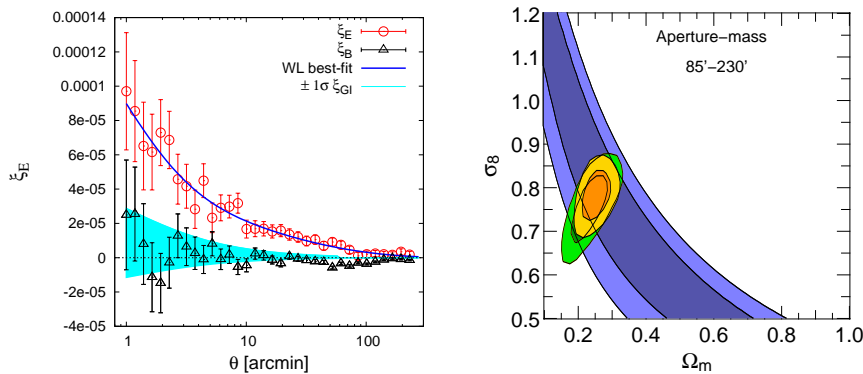 0.00014
0.00012
0.0001
8e-05
6e-05
4e-05
2e-05
0
-2e-05
-4e-05
ξE
ξE
ξB
WL best-fit
± 1σ ξGI
1
10
100
θ [arcmin]
1.2
1.1
1.0
0.9
0.8
0.7
0.6
0.5
σ8
Aperture-mass
85'-230'
0.2 0.4 0.6 0.8 1.0
Ωm